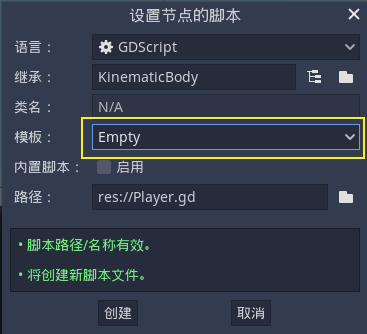 设置节点的脚本
语言： GDScript
继承： KinematicBody
类名： N/A
模板： Empty
内置脚本： 启用
路径： res://Player.gd
• 脚本路径/名称有效。
• 将创建新脚本文件。
创建 取消